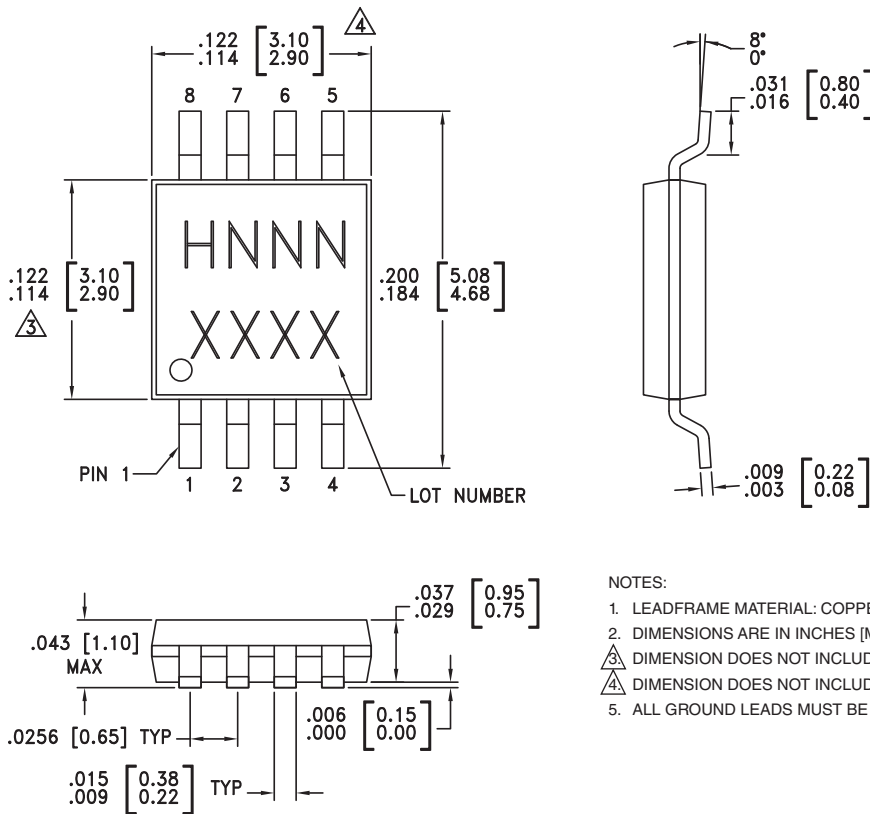 .122 [3.10]
.114 [2.90]
4
8 7 6 5
HNNN
XXXX
.122 [3.10]
.114 [2.90]
3
.200 [5.08]
.184 [4.68]
PIN 1
1 2 3 4
LOT NUMBER
8°
0°
.031 [0.80]
.016 [0.40]
.009 [0.22]
.003 [0.08]
.043 [1.10]
MAX
.037 [0.95]
.029 [0.75]
.0256 [0.65] TYP
.006 [0.15]
.000 [0.00]
.015 [0.38]
.009 [0.22]
TYP
NOTES:
1. LEADFRAME MATERIAL: COPPE
2. DIMENSIONS ARE IN INCHES [M
3. DIMENSION DOES NOT INCLUD
4. DIMENSION DOES NOT INCLUD
5. ALL GROUND LEADS MUST BE